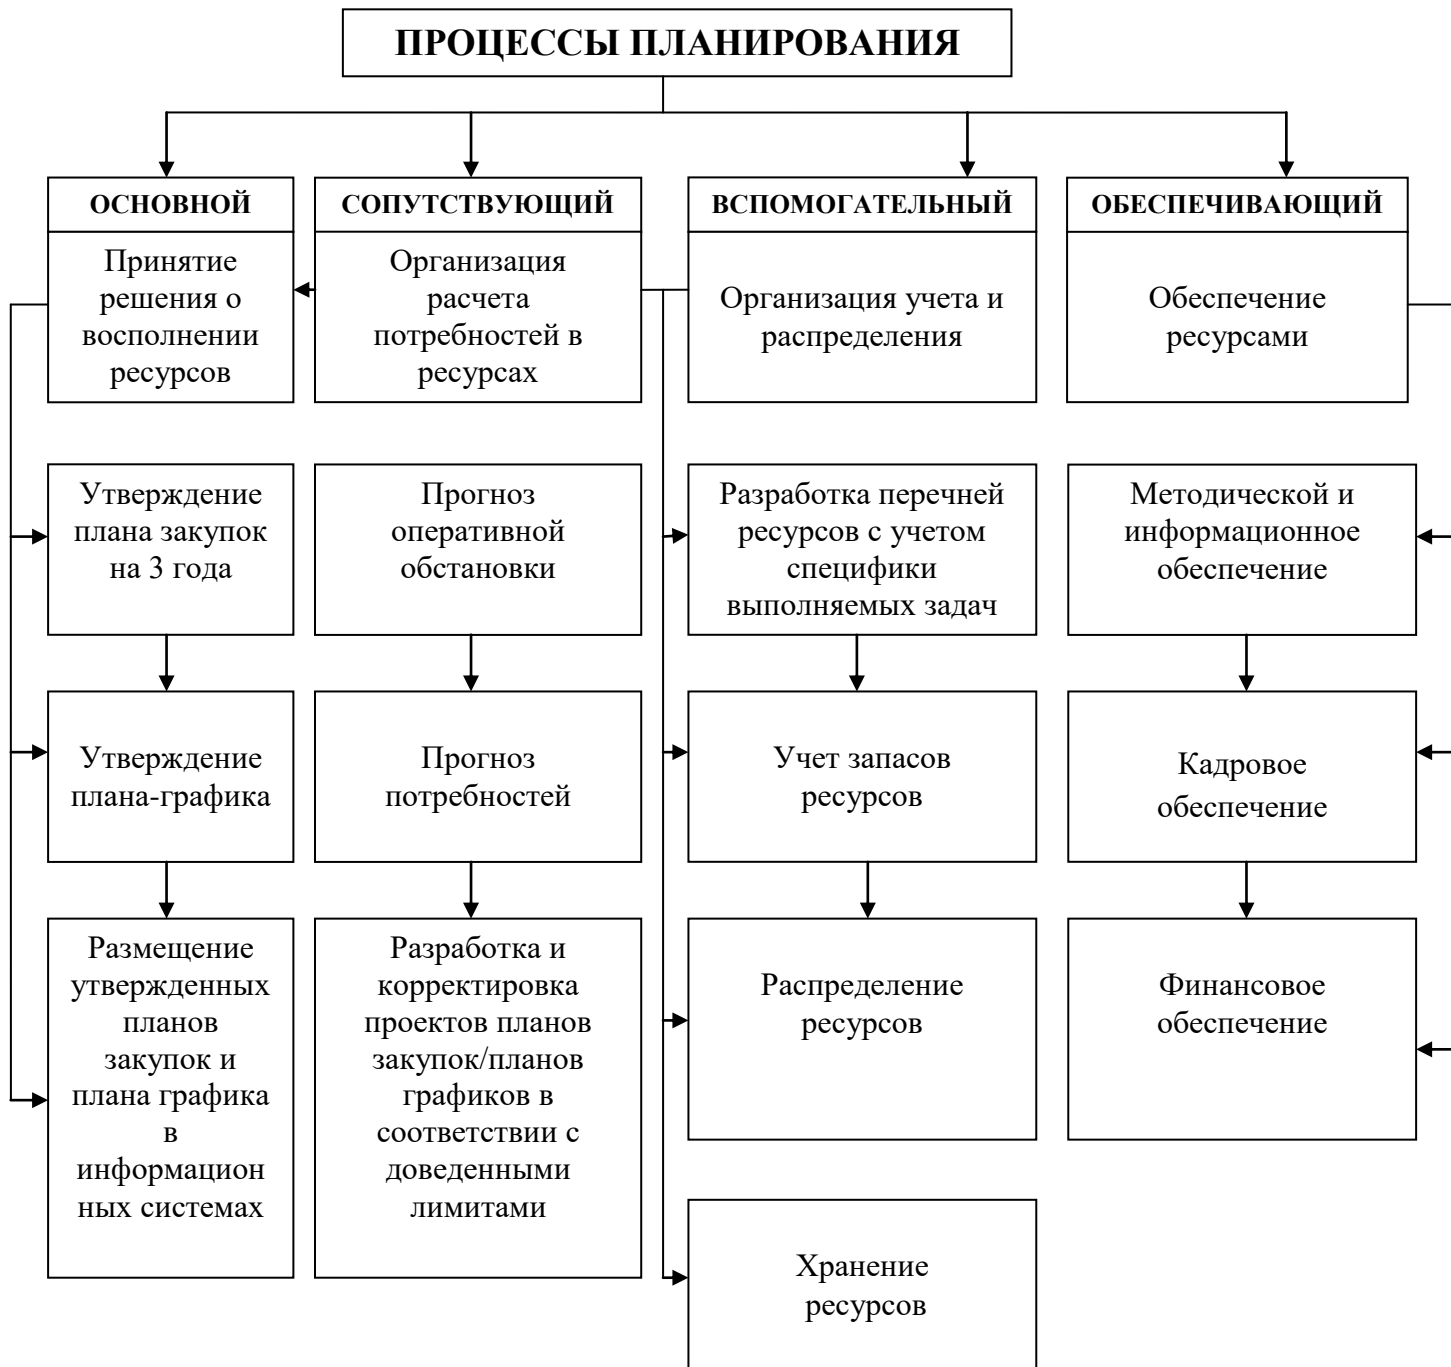 ПРОЦЕССЫ ПЛАНИРОВАНИЯ
ОСНОВНОЙ
Принятие
решения о
восполнении
ресурсов
СОПУТСТВУЮЩИЙ
Организация
расчета
потребностей в
ресурсах
ВСПОМОГАТЕЛЬНЫЙ
Организация учета и
распределения
ОБЕСПЕЧИВАЮЩИЙ
Обеспечение
ресурсами
Утверждение
плана закупок
на 3 года
Прогноз
оперативной
обстановки
Разработка перечней
ресурсов с учетом
специфики
выполняемых задач
Методической и
информационное
обеспечение
Утверждение
плана-графика
Прогноз
потребностей
Учет запасов
ресурсов
Кадровое
обеспечение
Размещение
утвержденных
планов
закупок и
плана графика
в
информацион
ных системах
Разработка и
корректировка
проектов планов
закупок/планов
графиков в
соответствии с
доведенными
лимитами
Распределение
ресурсов
Финансовое
обеспечение
Хранение
ресурсов